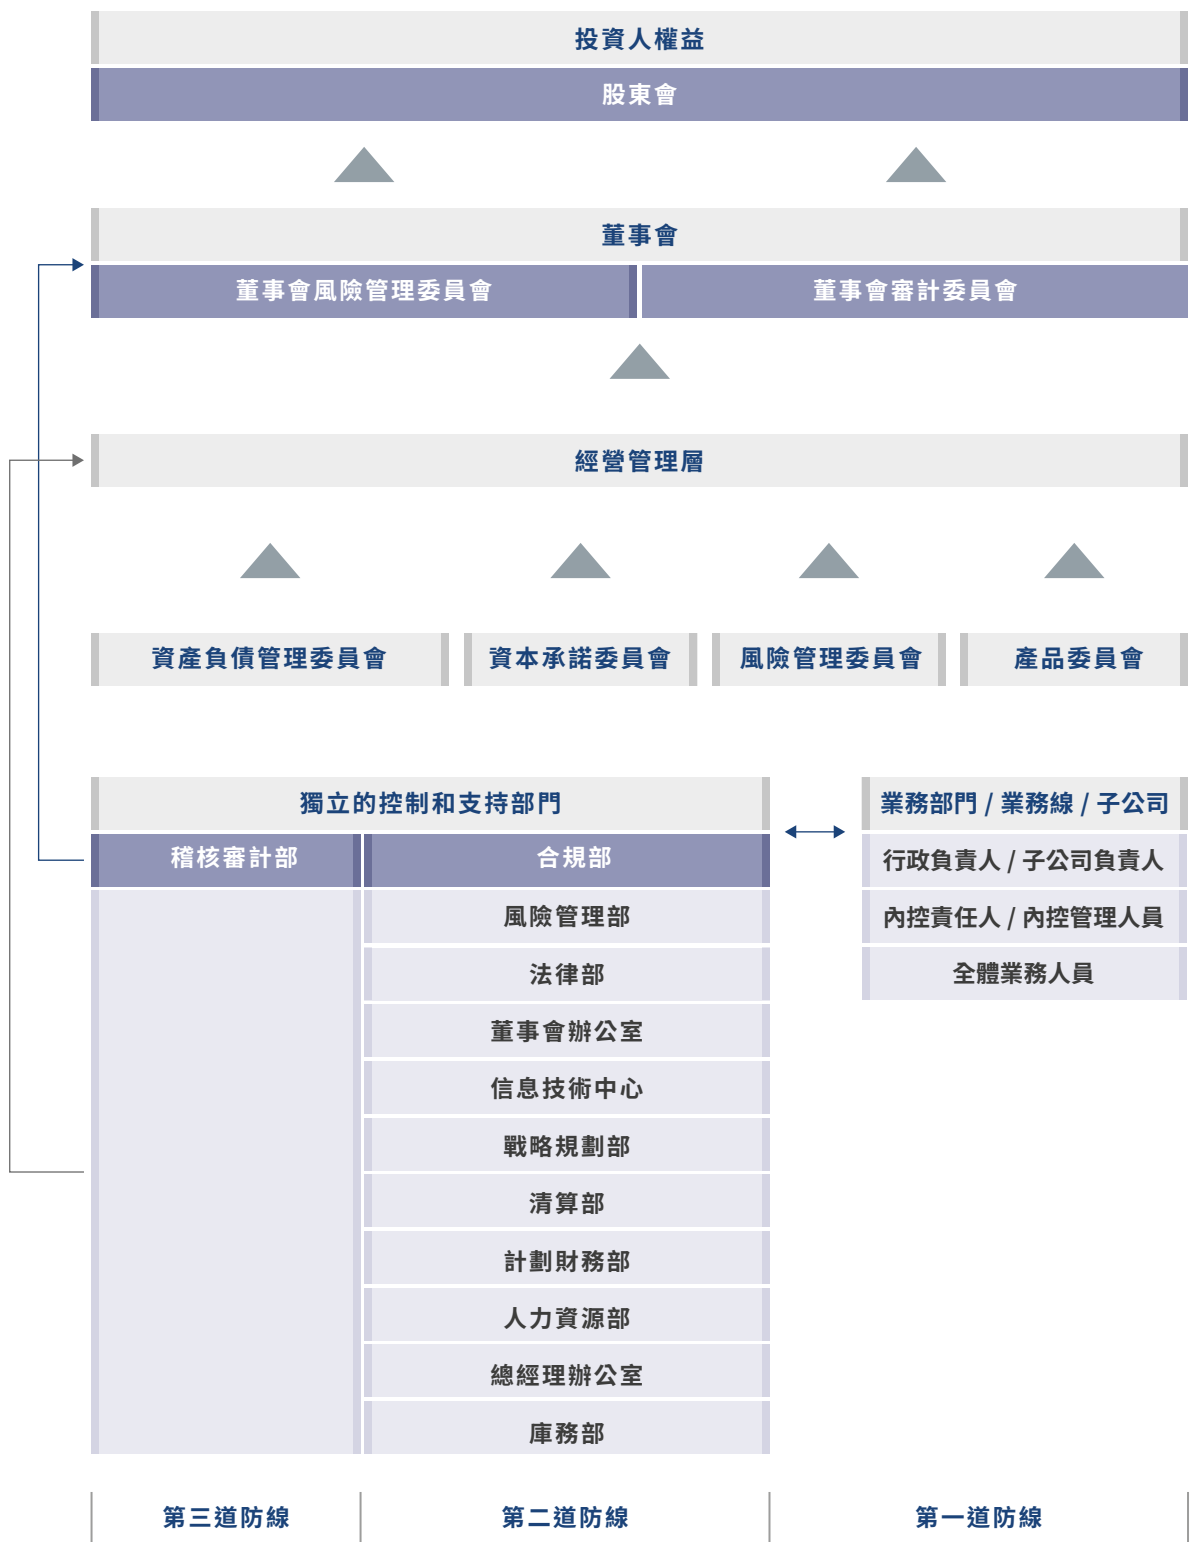 投資人權益
股東會
董事會
董事會風險管理委員會
董事會審計委員會
經營管理層
資產負債管理委員會
資本承諾委員會
風險管理委員會
產品委員會
獨立的控制和支持部門
稽核審計部
合規部
風險管理部
法律部
董事會辦公室
信息技術中心
戰略規劃部
清算部
計劃財務部
人力資源部
總經理辦公室
庫務部
業務部門 / 業務線 / 子公司
行政負責人 / 子公司負責人
內控責任人 / 內控管理人員
全體業務人員
第三道防線
第二道防線
第一道防線